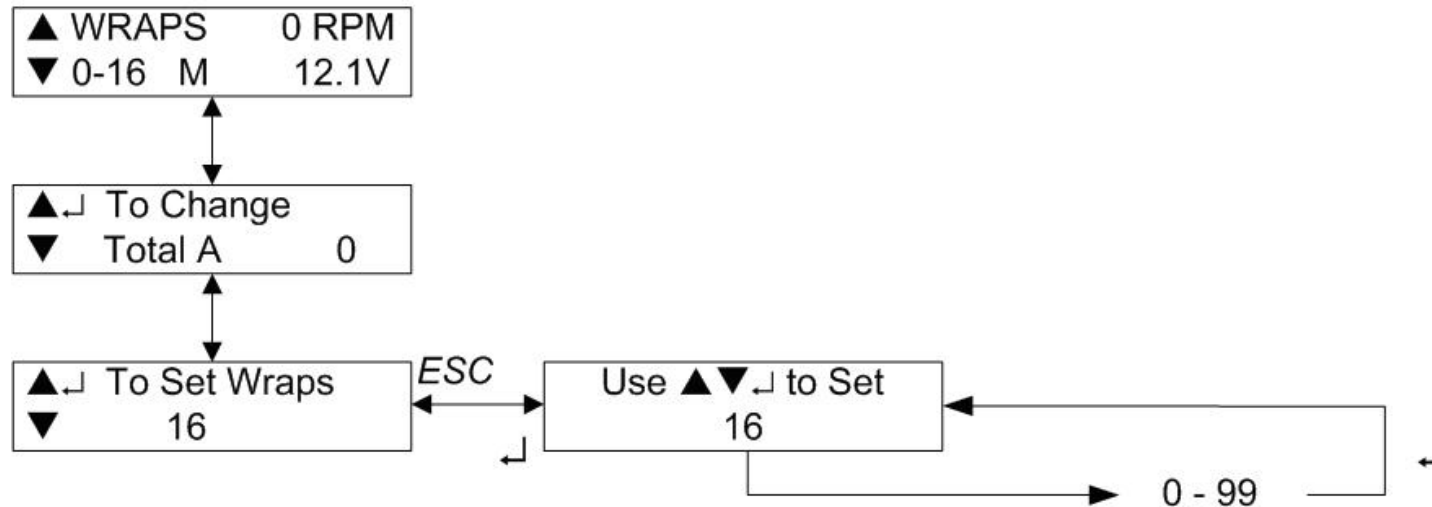 ▲ WRAPS 0 RPM
▼ 0-16 M 12.1V
▲↵ To Change
▼ Total A 0
▲↵ To Set Wraps
▼ 16
ESC
↵
Use ▲▼↵ to Set
16
↵
0 - 99